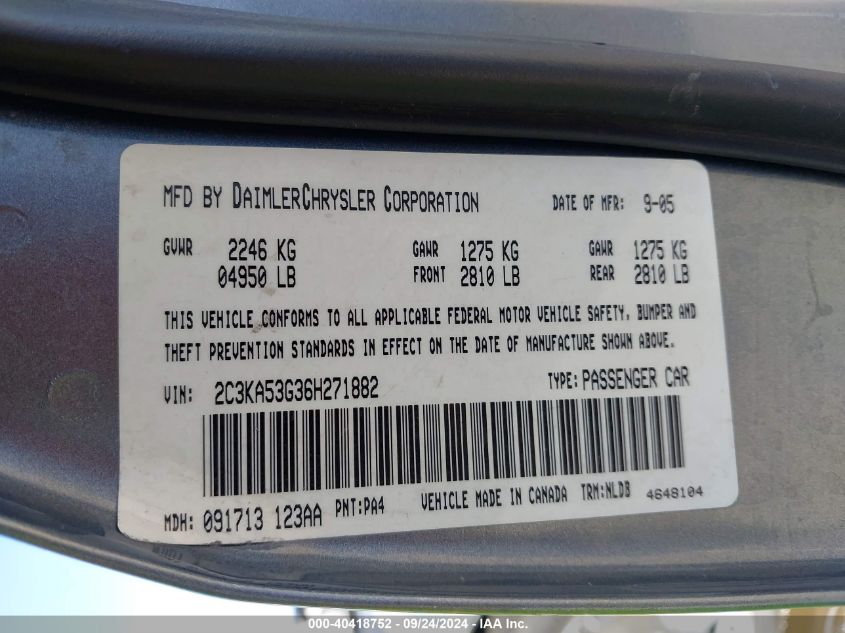 MFD BY DAIMLERCHRYSLER CORPORATION DATE OF MFR: 9-05
GVWR 2246 KG GAWR 1275 KG GAWR 1275 KG
04950 LB FRONT 2810 LB REAR 2810 LB
THIS VEHICLE CONFORMS TO ALL APPLICABLE FEDERAL MOTOR VEHICLE SAFETY, BUMPER AND
THEFT PREVENTION STANDARDS IN EFFECT ON THE DATE OF MANUFACTURE SHOWN ABOVE.
VIN: 2C3KA53G36H271882 TYPE: PASSENGER CAR
MDH: 091713 123AA PNT:PA4 VEHICLE MADE IN CANADA TRM:NLDB 4648104
000-40418752 - 09/24/2024 - IAA Inc.